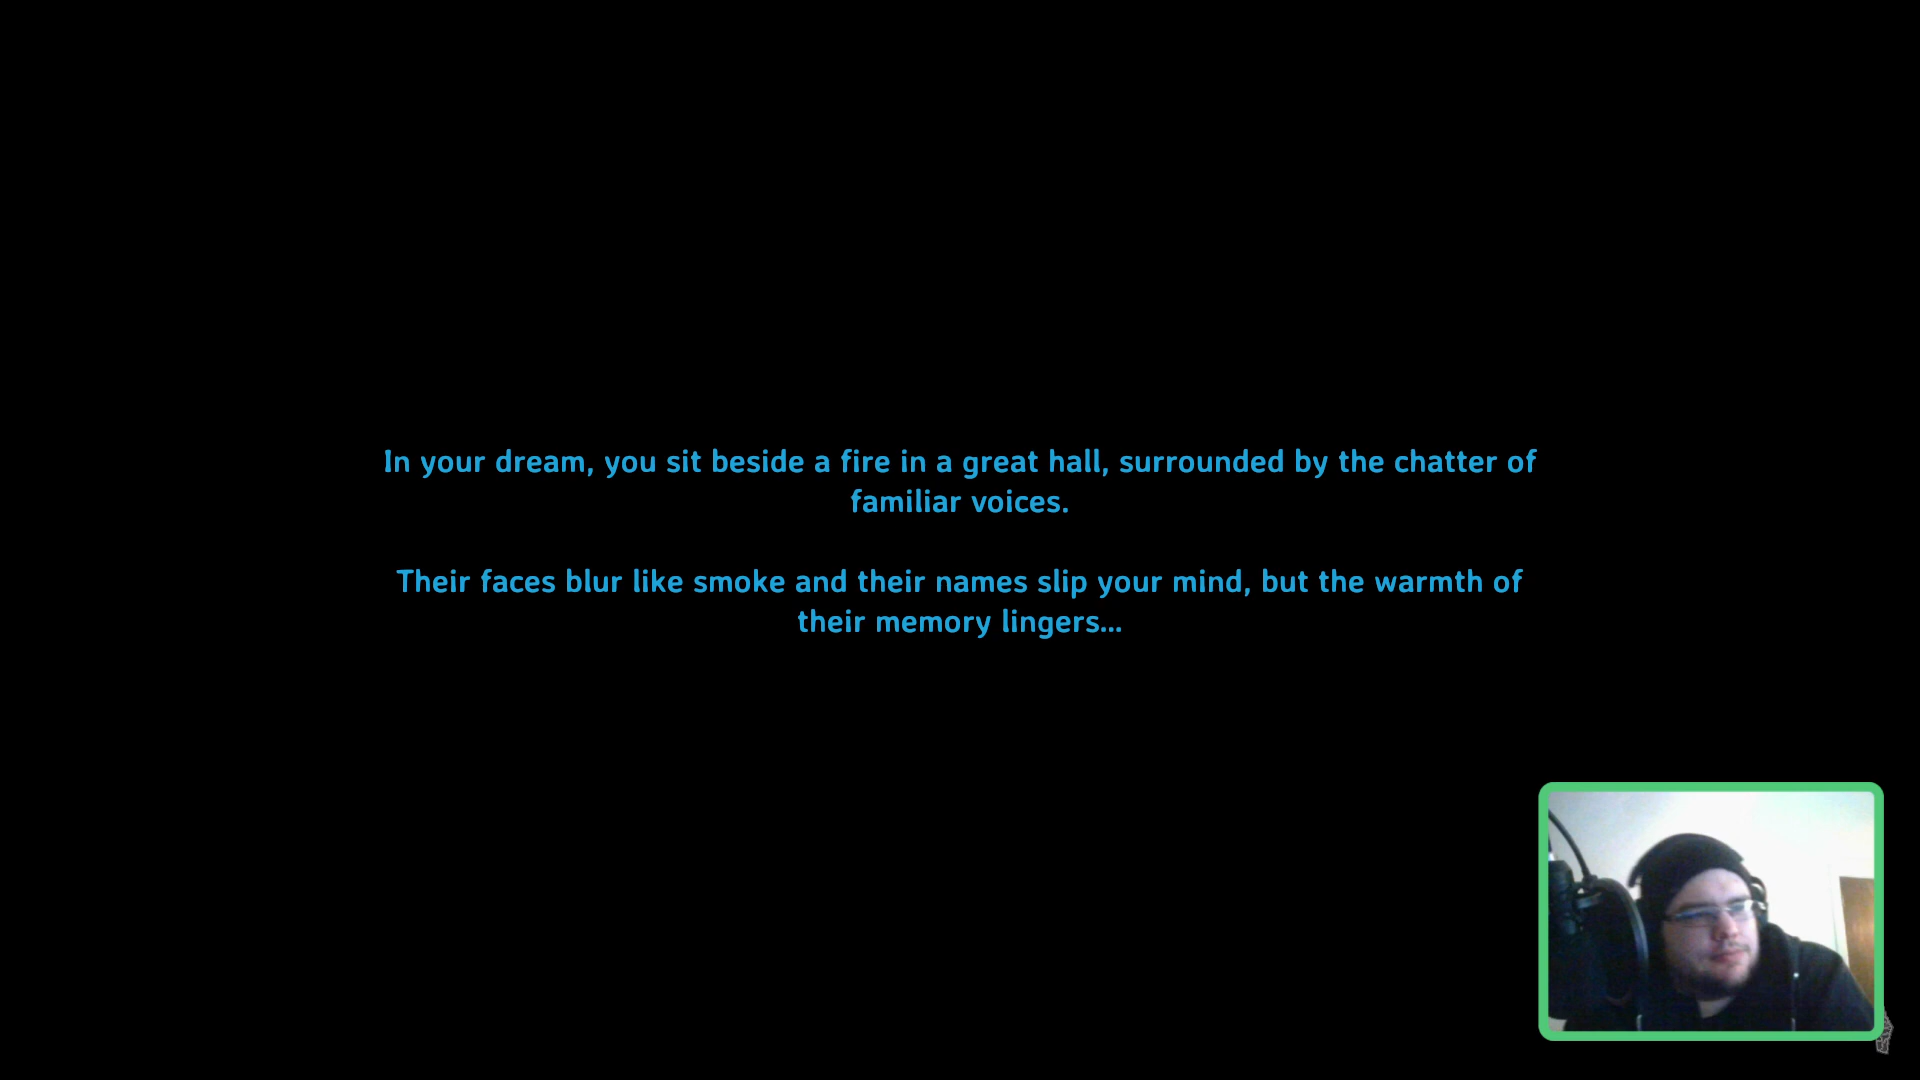 In your dream, you sit beside a fire in a great hall, surrounded by the chatter of
familiar voices.
Their faces blur like smoke and their names slip your mind, but the warmth of
their memory lingers...